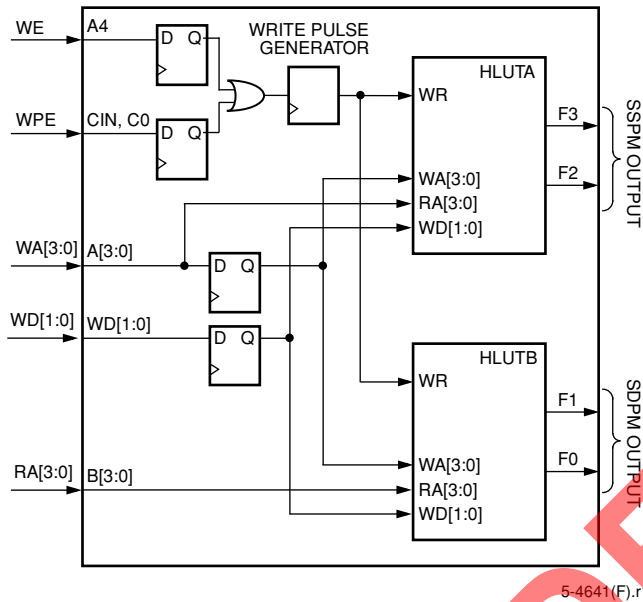 WE
A4
D Q
WRITE PULSE
GENERATOR
HLUTA
WR
F3
SSPM OUTPUT
WPE
CIN, C0
D Q
F2
WA[3:0]
RA[3:0]
WD[1:0]
WA[3:0]
A[3:0]
D Q
WD[1:0]
WD[1:0]
D Q
HLUTB
WR
F1
SDPM OUTPUT
F0
WA[3:0]
RA[3:0]
B[3:0]
RA[3:0]
WD[1:0]
5-4641(F).r